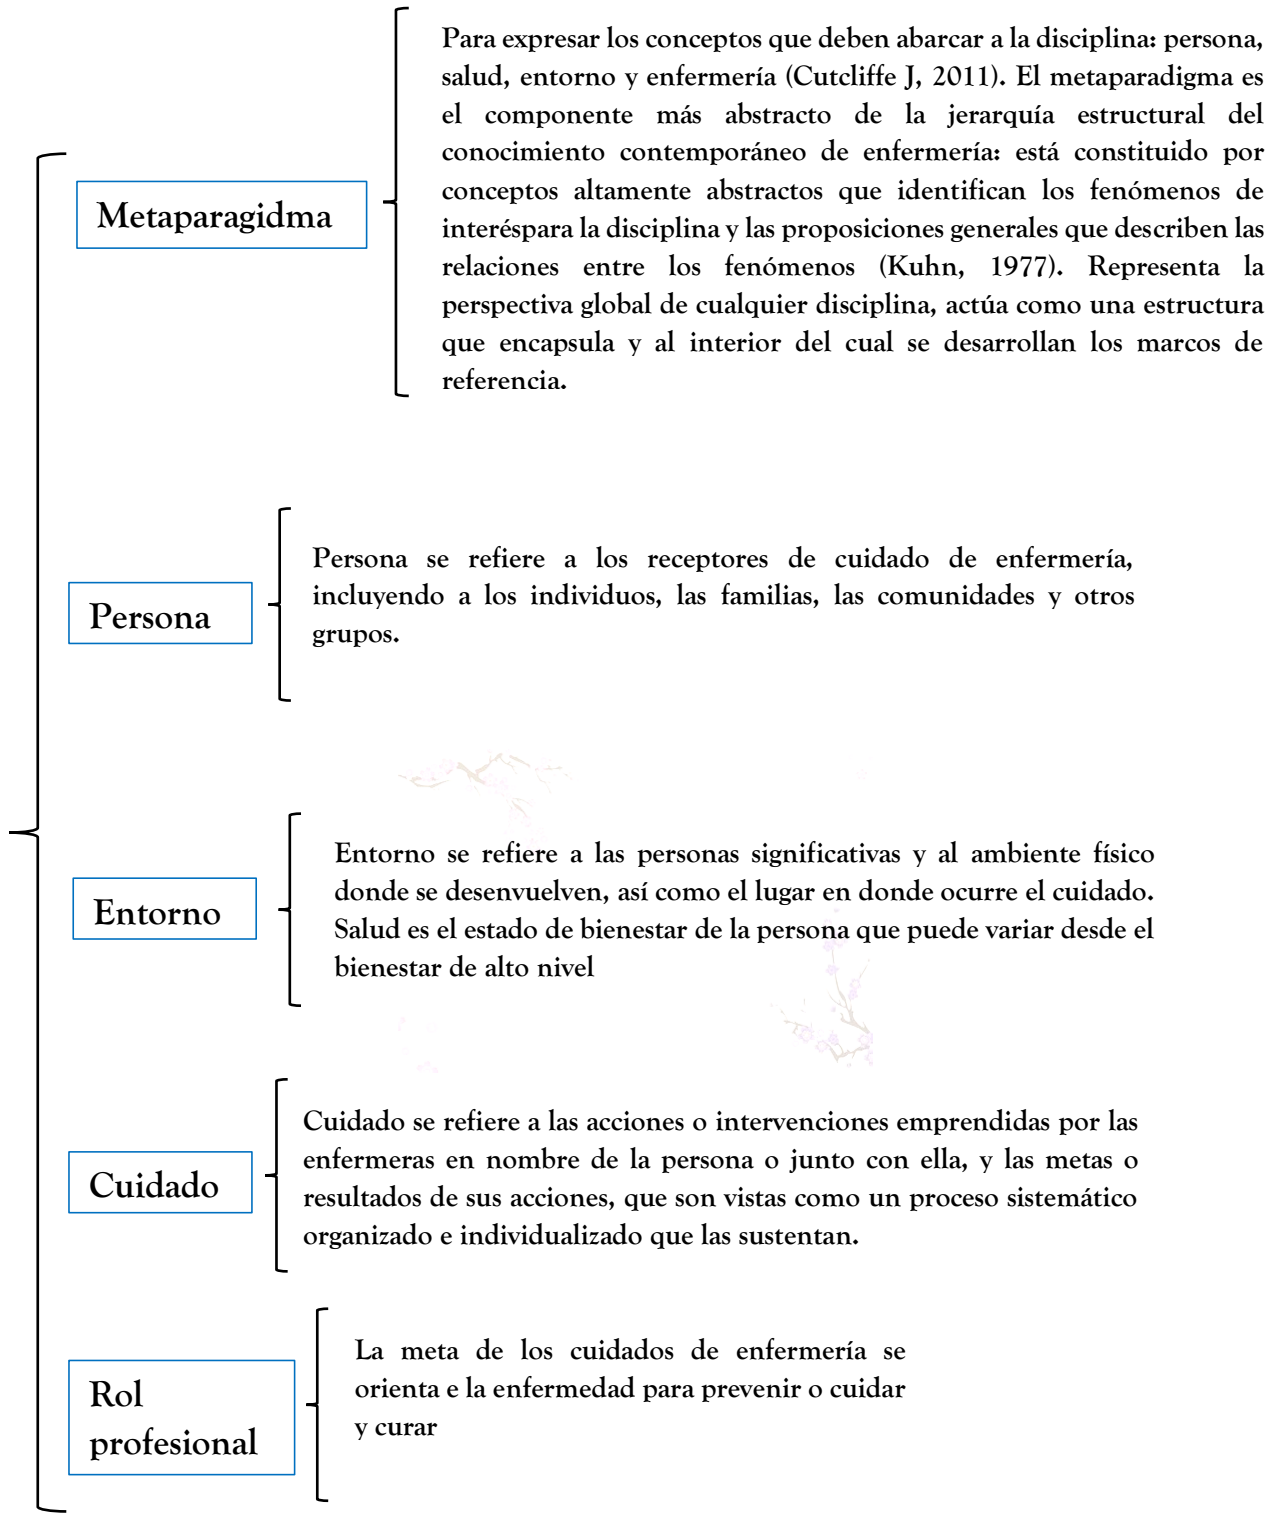 Para expresar los conceptos que deben abarcar a la disciplina: persona,
salud, entorno y enfermería (Cutcliffe J, 2011). El metaparadigma es
el componente más abstracto de la jerarquía estructural del
conocimiento contemporáneo de enfermería: está constituido por
conceptos altamente abstractos que identifican los fenómenos de
interéspara la disciplina y las proposiciones generales que describen las
relaciones entre los fenómenos (Kuhn, 1977). Representa la
perspectiva global de cualquier disciplina, actúa como una estructura
que encapsula y al interior del cual se desarrollan los marcos de
referencia.
Metaparagidma
Persona se refiere a los receptores de cuidado de enfermería,
incluyendo a los individuos, las familias, las comunidades y otros
grupos.
Persona
Entorno se refiere a las personas significativas y al ambiente físico
donde se desenvuelven, así como el lugar en donde ocurre el cuidado.
Salud es el estado de bienestar de la persona que puede variar desde el
bienestar de alto nivel
Entorno
Cuidado se refiere a las acciones o intervenciones emprendidas por las
enfermeras en nombre de la persona o junto con ella, y las metas o
resultados de sus acciones, que son vistas como un proceso sistemático
organizado e individualizado que las sustentan.
Cuidado
La meta de los cuidados de enfermería se
orienta e la enfermedad para prevenir o cuidar
y curar
Rol
profesional